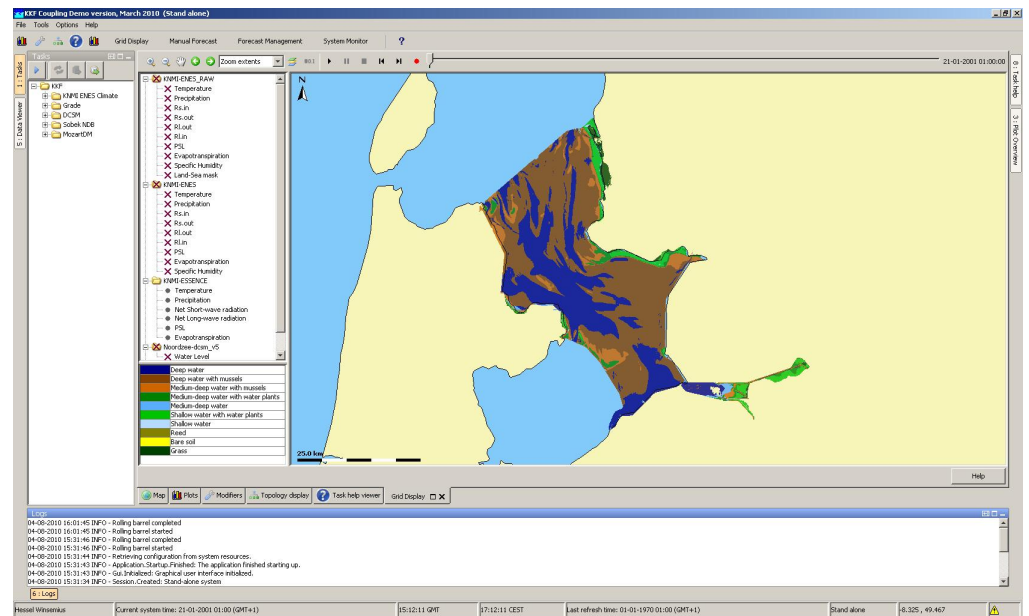 KKF Coupling Demo version, March 2010 (Stand alone)
File Tools Options Help
Grid Display Manual Forecast Forecast Management System Monitor ?
1 : Tasks
5 : Data Viewer
Tasks
KKF
KNMI ENES Climate
Grade
DCSM
Sobek NDB
MozartDM
Zoom extents
21-01-2001 01:00:00
KNMI-ENES_RAW
Temperature
Precipitation
Rs.in
Rs.out
Rl.out
Rl.in
PSL
Evapotranspiration
Specific Humidity
Land-Sea mask
KNMI-ENES
Temperature
Precipitation
Rs.in
Rs.out
Rl.out
Rl.in
PSL
Evapotranspiration
Specific Humidity
KNMI-ESSENCE
Temperature
Precipitation
Net Short-wave radiation
Net Long-wave radiation
PSL
Evapotranspiration
Noordzee-dcsm_v5
Water Level
Deep water
Deep water with mussels
Medium-deep water with mussels
Medium-deep water with water plants
Medium-deep water
Shallow water with water plants
Shallow water
Reed
Bare soil
Grass
N
25.0 km
8 : Task help
3 : Plot Overview
Help
Map Plots Modifiers Topology display Task help viewer Grid Display
Logs
04-08-2010 16:01:45 INFO - Rolling barrel completed
04-08-2010 16:01:45 INFO - Rolling barrel started
04-08-2010 15:31:46 INFO - Rolling barrel completed
04-08-2010 15:31:46 INFO - Rolling barrel started
04-08-2010 15:31:44 INFO - Retrieving configuration from system resources.
04-08-2010 15:31:43 INFO - Application.Startup.Finished: The application finished starting up.
04-08-2010 15:31:43 INFO - Gui.Initialized: Graphical user interface initialized.
04-08-2010 15:31:34 INFO - Session.Created: Stand-alone system
6 : Logs
Hessel Winsemius Current system time: 21-01-2001 01:00 (GMT+1) 15:12:11 GMT 17:12:11 CEST Last refresh time: 01-01-1970 01:00 (GMT+1) Stand alone -8.325 , 49.467